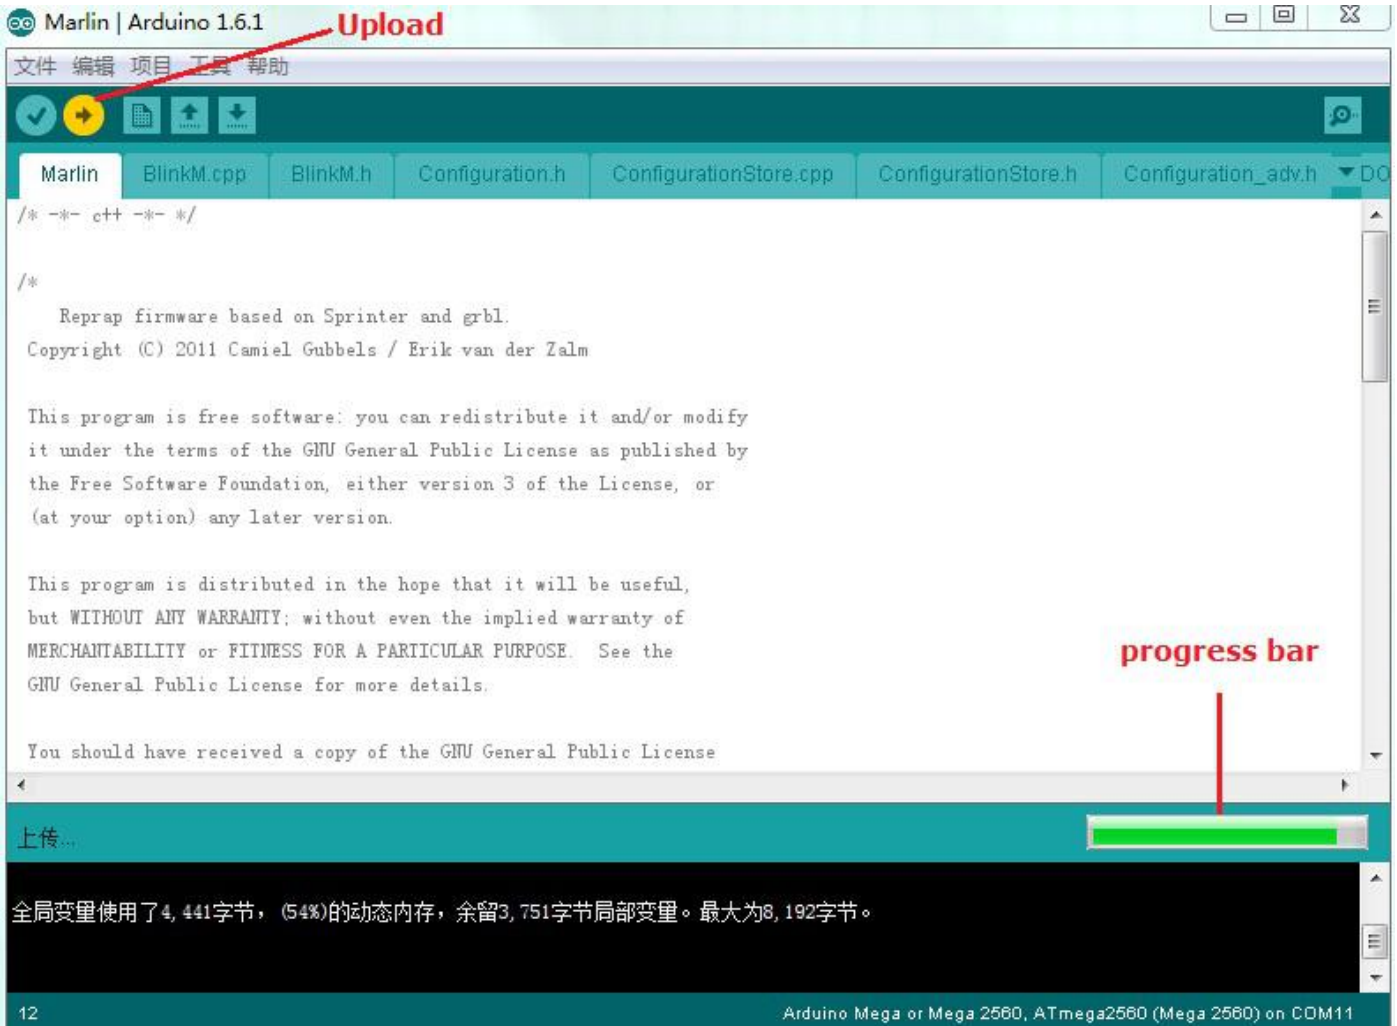 Marlin | Arduino 1.6.1
Upload
文件 编辑 项目 工具 帮助
Marlin BlinkM.cpp BlinkM.h Configuration.h ConfigurationStore.cpp ConfigurationStore.h Configuration_adv.h DO
/* -*- c++ -*- */
/*
Reprap firmware based on Sprinter and grbl.
Copyright (C) 2011 Camiel Gubbels / Erik van der Zalm
This program is free software: you can redistribute it and/or modify
it under the terms of the GNU General Public License as published by
the Free Software Foundation, either version 3 of the License, or
(at your option) any later version.
This program is distributed in the hope that it will be useful,
but WITHOUT ANY WARRANTY; without even the implied warranty of
MERCHANTABILITY or FITNESS FOR A PARTICULAR PURPOSE.  See the
GNU General Public License for more details.
progress bar
You should have received a copy of the GNU General Public License
上传...
全局变量使用了4,441字节，(54%)的动态内存，余留3,751字节局部变量。最大为8,192字节。
12
Arduino Mega or Mega 2560, ATmega2560 (Mega 2560) on COM11